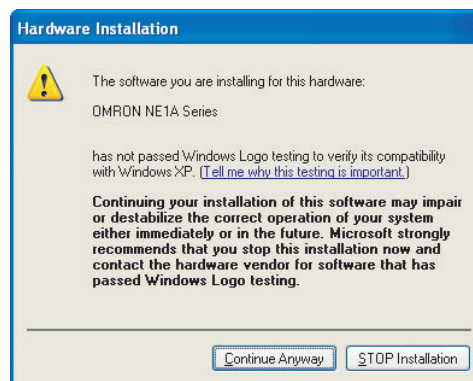 Hardware Installation
The software you are installing for this hardware:
OMRON NE1A Series
has not passed Windows Logo testing to verify its compatibility
with Windows XP. (Tell me why this testing is important.)
Continuing your installation of this software may impair
or destabilize the correct operation of your system
either immediately or in the future. Microsoft strongly
recommends that you stop this installation now and
contact the hardware vendor for software that has
passed Windows Logo testing.
Continue Anyway
STOP Installation